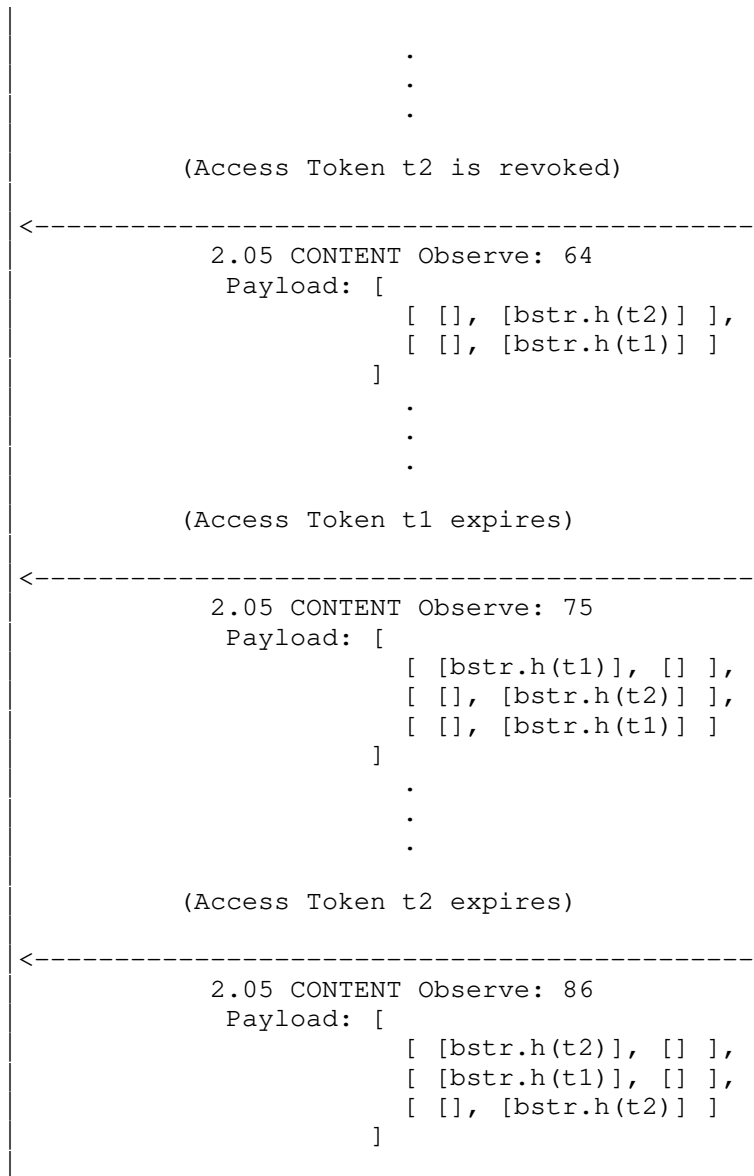 .
.
.
(Access Token t2 is revoked)
<---------------------------------------------
2.05 CONTENT Observe: 64
Payload: [
[ [], [bstr.h(t2)] ],
[ [], [bstr.h(t1)] ]
]
.
.
.
(Access Token t1 expires)
<---------------------------------------------
2.05 CONTENT Observe: 75
Payload: [
[ [bstr.h(t1)], [] ],
[ [], [bstr.h(t2)] ],
[ [], [bstr.h(t1)] ]
]
.
.
.
(Access Token t2 expires)
<---------------------------------------------
2.05 CONTENT Observe: 86
Payload: [
[ [bstr.h(t2)], [] ],
[ [bstr.h(t1)], [] ],
[ [], [bstr.h(t2)] ]
]